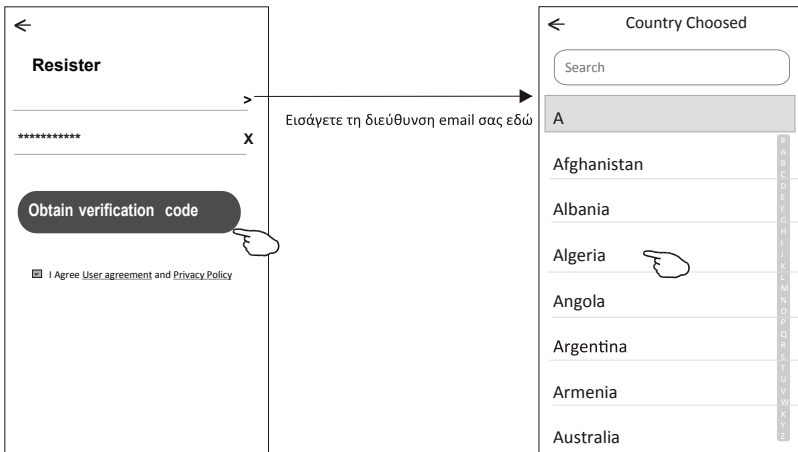 Resister
>
*********** X
Obtain verification code
I Agree User agreement and Privacy Policy
Εισάγετε τη διεύθυνση email σας εδώ
Country Choosed
Search
A
Afghanistan
Albania
Algeria
Angola
Argentina
Armenia
Australia
#
A
B
C
D
E
F
G
H
I
J
K
L
M
N
O
P
Q
R
S
T
U
V
W
X
Y
Z